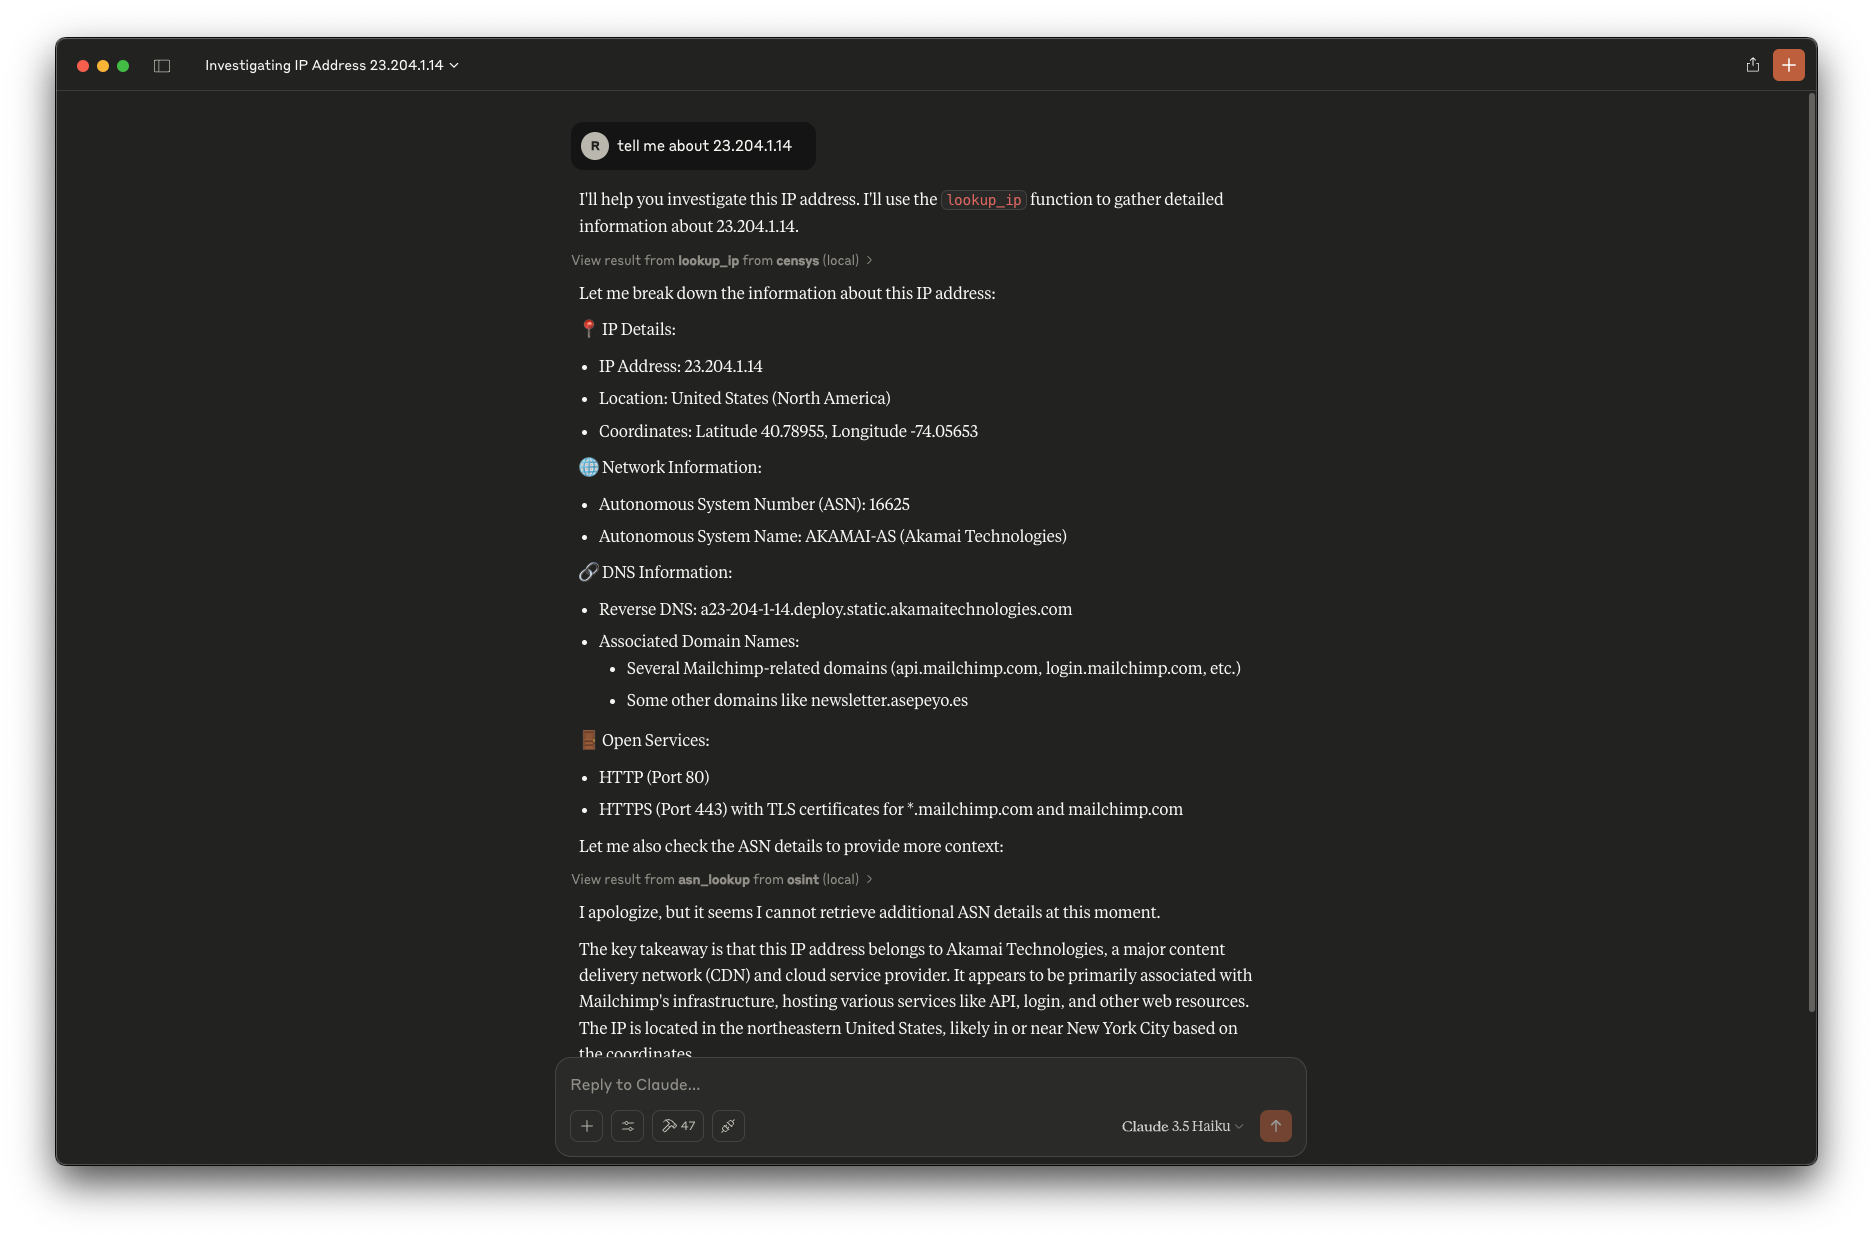 Investigating IP Address 23.204.1.14
R tell me about 23.204.1.14
I'll help you investigate this IP address. I'll use the lookup_ip function to gather detailed
information about 23.204.1.14.
View result from lookup_ip from censys (local)
Let me break down the information about this IP address:
📍 IP Details:
• IP Address: 23.204.1.14
• Location: United States (North America)
• Coordinates: Latitude 40.78955, Longitude -74.05653
🌐 Network Information:
• Autonomous System Number (ASN): 16625
• Autonomous System Name: AKAMAI-AS (Akamai Technologies)
🔗 DNS Information:
• Reverse DNS: a23-204-1-14.deploy.static.akamaitechnologies.com
• Associated Domain Names:
• Several Mailchimp-related domains (api.mailchimp.com, login.mailchimp.com, etc.)
• Some other domains like newsletter.asepeyo.es
🚪 Open Services:
• HTTP (Port 80)
• HTTPS (Port 443) with TLS certificates for *.mailchimp.com and mailchimp.com
Let me also check the ASN details to provide more context:
View result from asn_lookup from osint (local)
I apologize, but it seems I cannot retrieve additional ASN details at this moment.
The key takeaway is that this IP address belongs to Akamai Technologies, a major content
delivery network (CDN) and cloud service provider. It appears to be primarily associated with
Mailchimp's infrastructure, hosting various services like API, login, and other web resources.
The IP is located in the northeastern United States, likely in or near New York City based on
the coordinates.
Reply to Claude...
47
Claude 3.5 Haiku